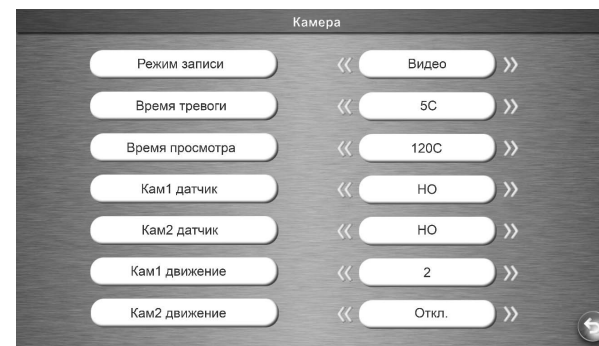 Камера
Режим записи Видео
Время тревоги 5С
Время просмотра 120С
Кам1 датчик НО
Кам2 датчик НО
Кам1 движение 2
Кам2 движение Откл.